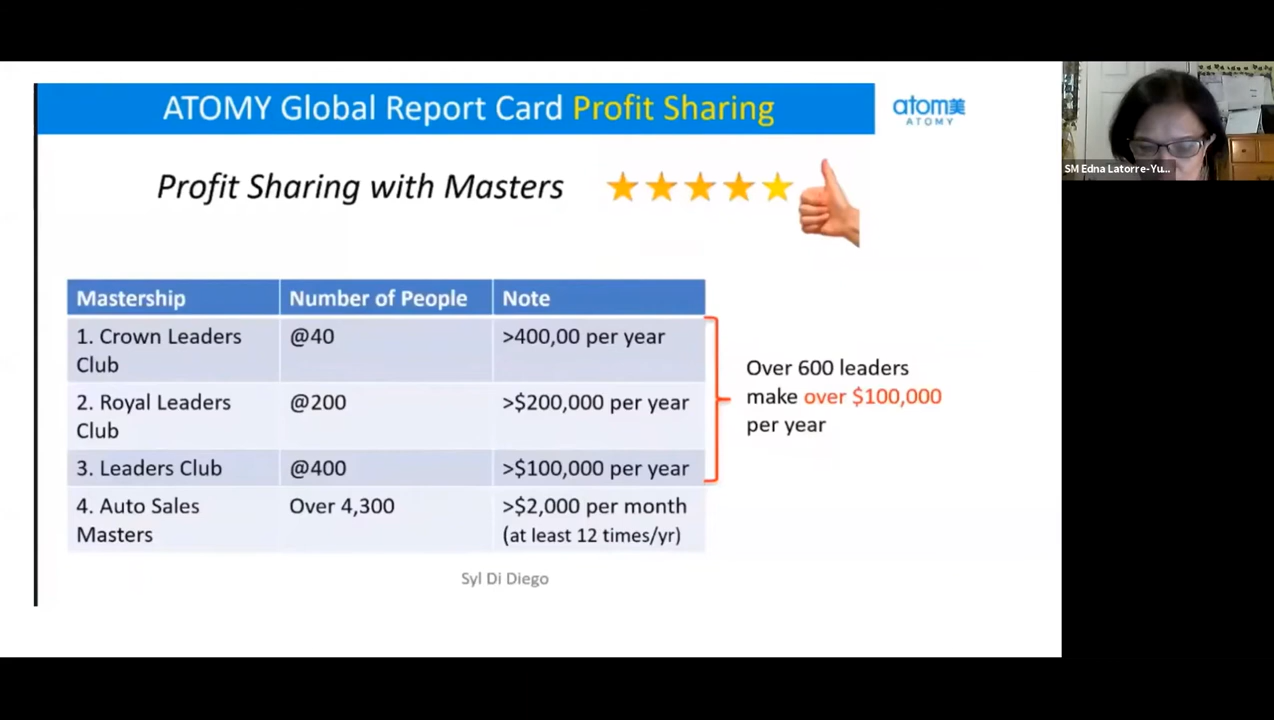 ATOMY Global Report Card Profit Sharing
atom美
ATOMY
SM Edna Latorre-Yu...
Profit Sharing with Masters
Mastership Number of People Note
1. Crown Leaders Club @40 >400,00 per year
2. Royal Leaders Club @200 >$200,000 per year
3. Leaders Club @400 >$100,000 per year
4. Auto Sales Masters Over 4,300 >$2,000 per month (at least 12 times/yr)
Over 600 leaders
make over $100,000
per year
Syl Di Diego